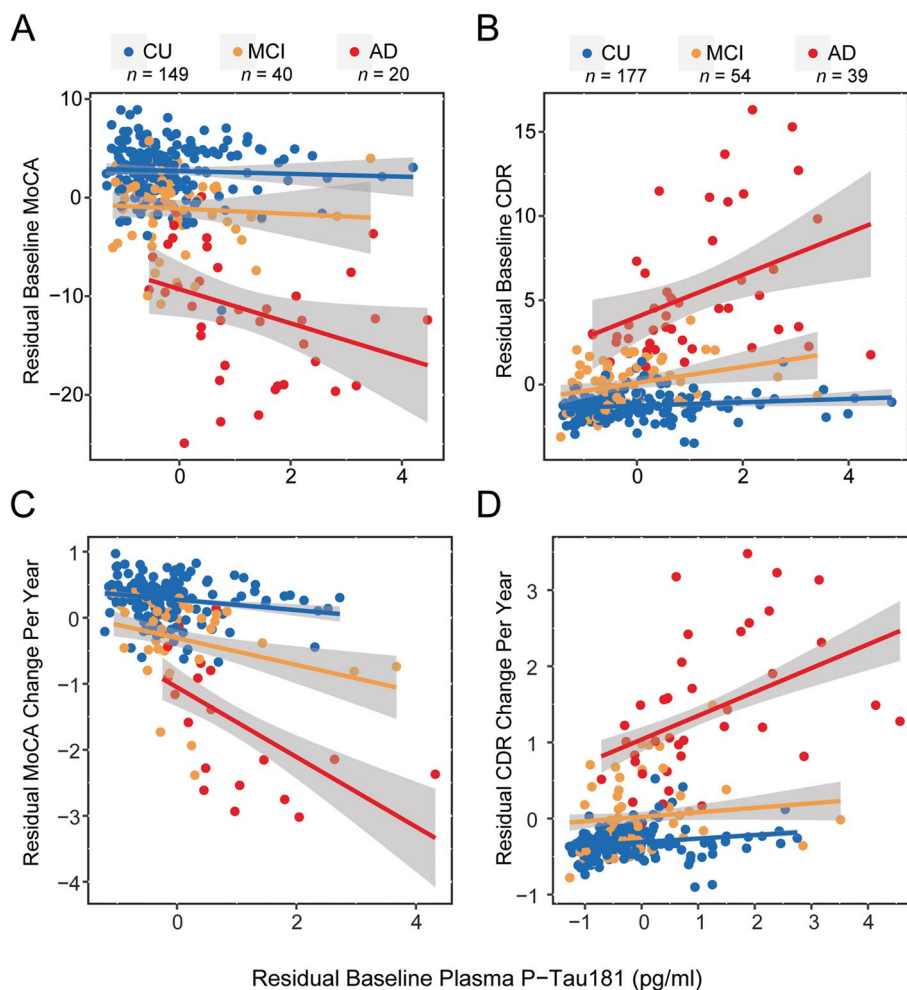 A B
CU MCI AD CU MCI AD
n = 149 n = 40 n = 20 n = 177 n = 54 n = 39
Residual Baseline MoCA
10
0
−10
−20
0 2 4
Residual Baseline CDR
15
10
5
0
0 2 4
C D
Residual MoCA Change Per Year
1
0
−1
−2
−3
−4
0 2 4
Residual CDR Change Per Year
3
2
1
0
−1
−1 0 1 2 3 4
Residual Baseline Plasma P−Tau181 (pg/ml)